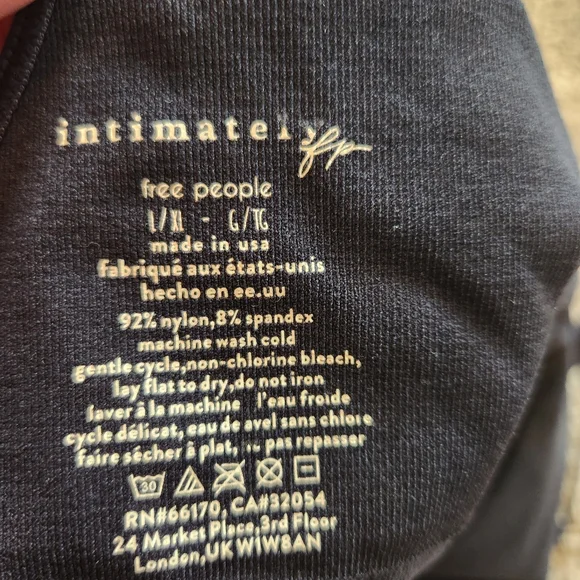 intimately fp
free people
L/XL - G/TG
made in usa
fabriqué aux états-unis
hecho en ee.uu
92% nylon,8% spandex
machine wash cold
gentle cycle,non-chlorine bleach,
lay flat to dry,do not iron
laver à la machine l'eau froide
cycle délicat, eau de avel sans chlore
faire sécher à plat, pas repasser
30
RN#66170, CA#32054
24 Market Place,3rd Floor
London,UK W1W8AN